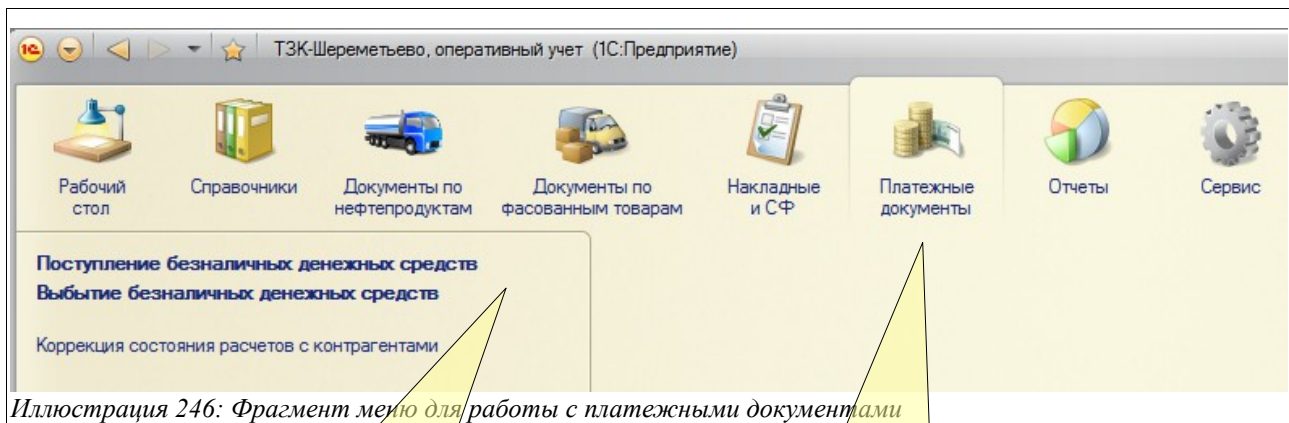 1С ТЗК-Шереметьево, оперативный учет (1С:Предприятие)
Рабочий стол
Справочники
Документы по нефтепродуктам
Документы по фасованным товарам
Накладные и СФ
Платежные документы
Отчеты
Сервис
Поступление безналичных денежных средств
Выбытие безналичных денежных средств
Коррекция состояния расчетов с контрагентами
Иллюстрация 246: Фрагмент меню для работы с платежными документами